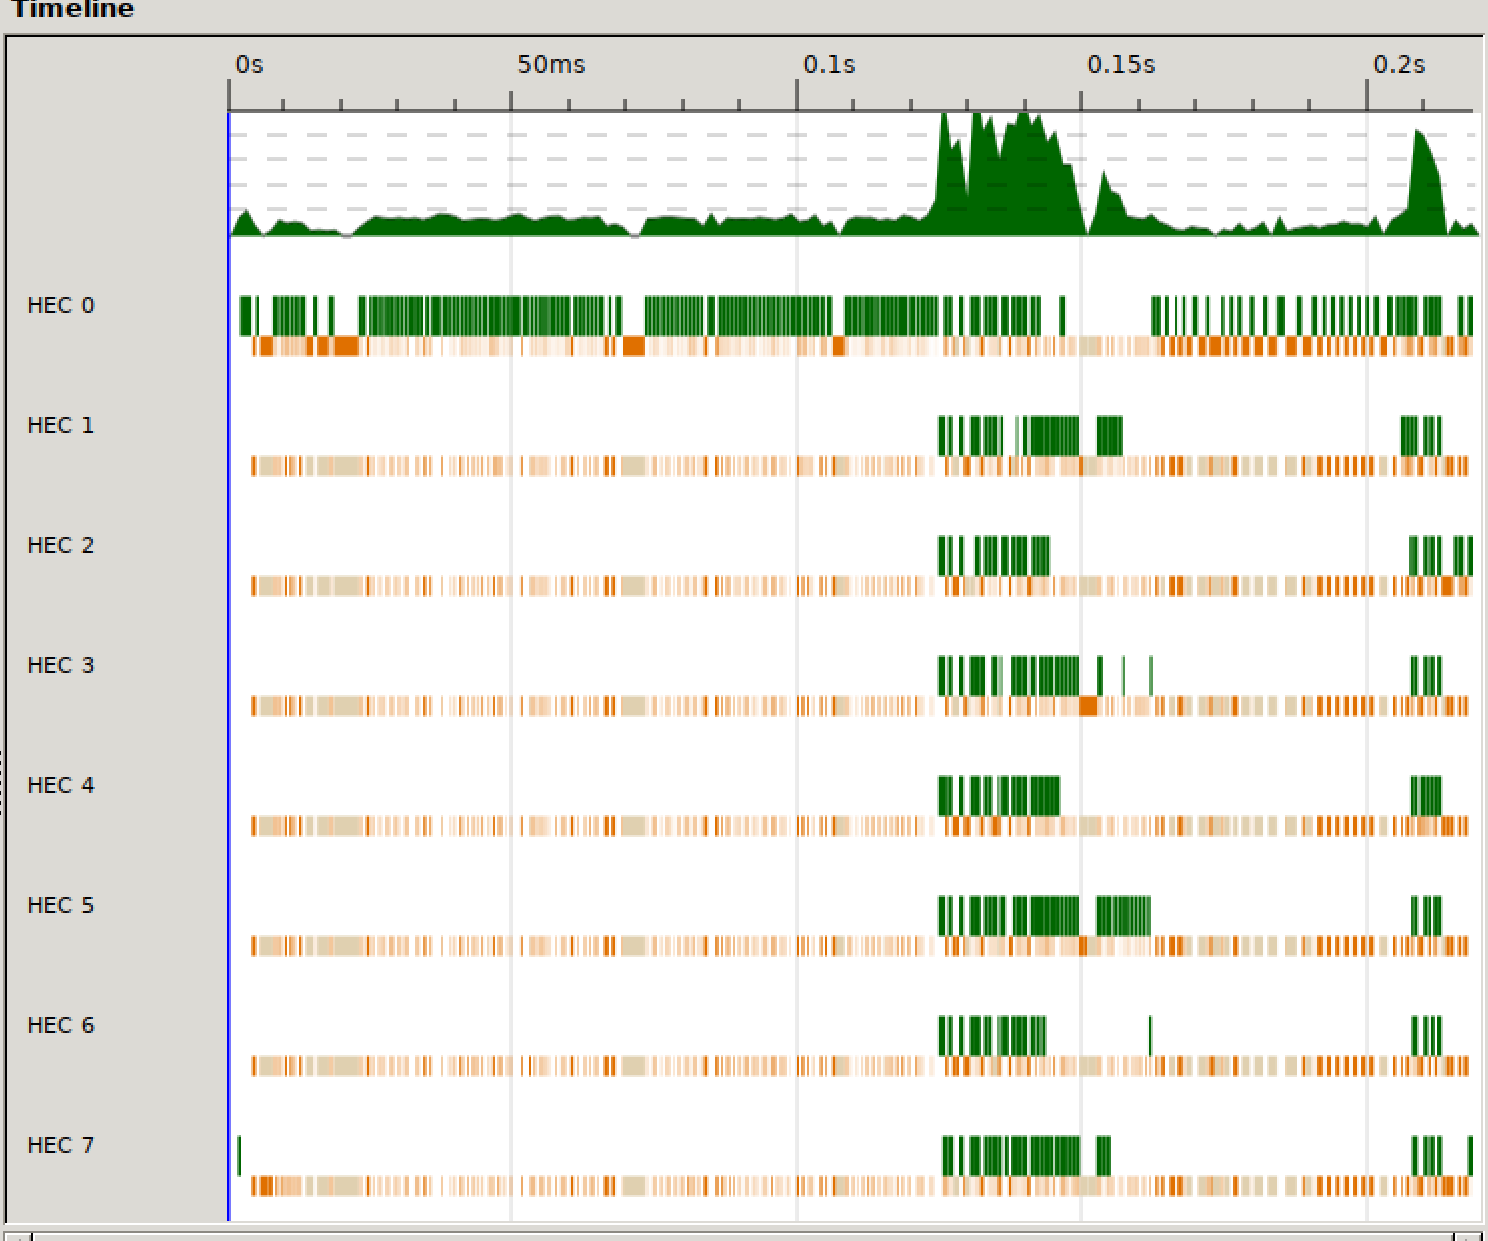 Timeline
0s 50ms 0.1s 0.15s 0.2s
HEC 0
HEC 1
HEC 2
HEC 3
HEC 4
HEC 5
HEC 6
HEC 7